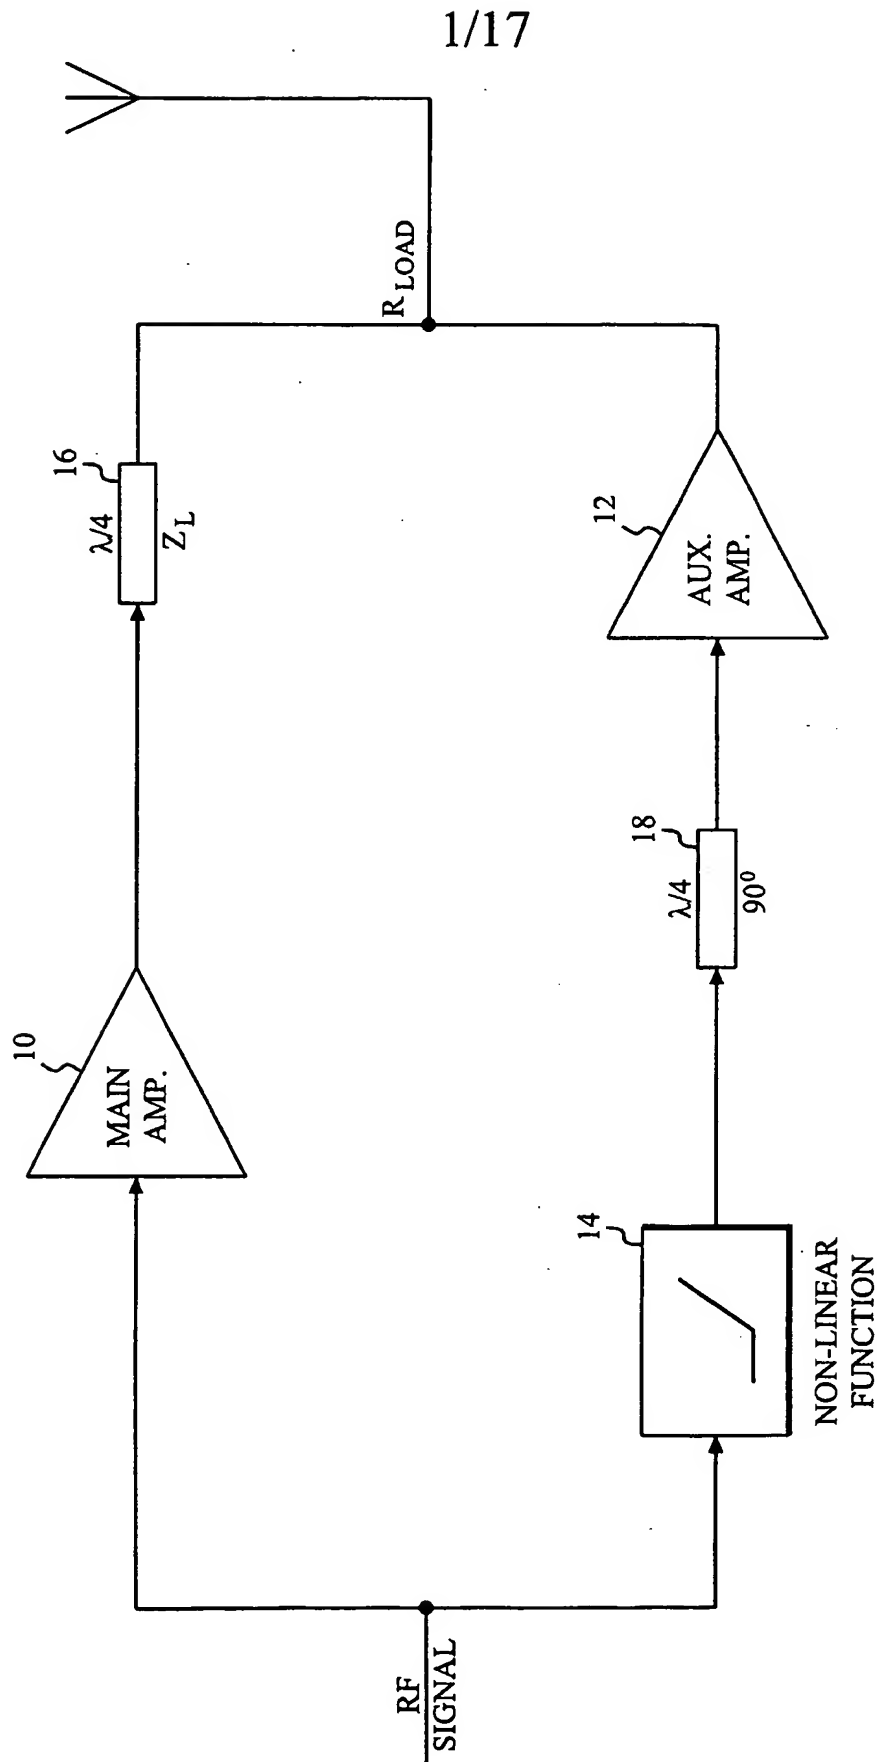 1/17
RF
SIGNAL
10
MAIN
AMP.
16
λ/4
Z_L
R_LOAD
14
NON-LINEAR
FUNCTION
18
λ/4
90⁰
12
AUX.
AMP.